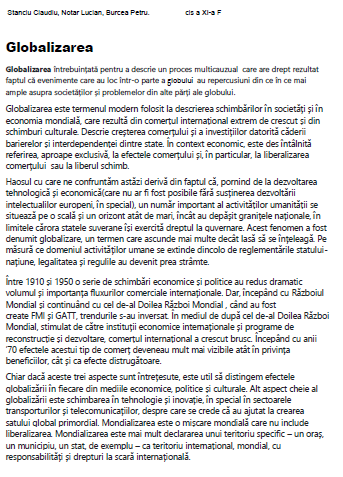 Stanciu Claudiu, Notar Lucian, Burcea Petru. cls a XI-a F
Globalizarea
Globalizarea întrebuințată pentru a descrie un proces multicauzual care are drept rezultat
faptul că evenimente care au loc într-o parte a globului au repercusiuni din ce în ce mai
ample asupra societăților și problemelor din alte părți ale globului.
Globalizarea este termenul modern folosit la descrierea schimbărilor în societăți și în
economia mondială, care rezultă din comerțul internațional extrem de crescut și din
schimburi culturale. Descrie creșterea comerțului și a investițiilor datorită căderii
barierelor și interdependenței dintre state. În context economic, este des întâlnită
referirea, aproape exclusivă, la efectele comerțului și, în particular, la liberalizarea
comerțului sau la liberul schimb.
Haosul cu care ne confruntăm astăzi derivă din faptul că, pornind de la dezvoltarea
tehnologică și economică(care nu ar fi fost posibile fară susținerea dezvoltării
intelectualilor europeni, în special), un număr important al activităților umanității se
situează pe o scală și un orizont atât de mari, încât au depășit granițele naționale, în
limitele cărora statele suverane își exercită dreptul la guvernare. Acest fenomen a fost
denumit globalizare, un termen care ascunde mai multe decât lasă să se înțeleagă. Pe
măsură ce domeniul activităților umane se extinde dincolo de reglementările statului-
națiune, legalitatea și regulile au devenit prea strâmte.
Între 1910 și 1950 o serie de schimbări economice și politice au redus dramatic
volumul și importanța fluxurilor comerciale internaționale. Dar, începând cu Războiul
Mondial și continuând cu cel de-al Doilea Război Mondial , când au fost
create FMI și GATT, trendurile s-au inversat. În mediul de după cel de-al Doilea Război
Mondial, stimulat de către instituții economice internaționale și programe de
reconstrucție și dezvoltare, comerțul internațional a crescut brusc. Începând cu anii
'70 efectele acestui tip de comerț deveneau mult mai vizibile atât în privința
beneficiilor, cât și ca efecte distrugătoare.
Chiar dacă aceste trei aspecte sunt întrețesute, este util să distingem efectele
globalizării în fiecare din mediile economice, politice și culturale. Alt aspect cheie al
globalizării este schimbarea în tehnologie și inovație, în special în sectoarele
transporturilor și telecomunicațiilor, despre care se crede că au ajutat la crearea
satului global primordial. Mondializarea este o mișcare mondială care nu include
liberalizarea. Mondializarea este mai mult declararea unui teritoriu specific – un oraș,
un municipiu, un stat, de exemplu – ca teritoriu internațional, mondial, cu
responsabilități și drepturi la scară internațională.